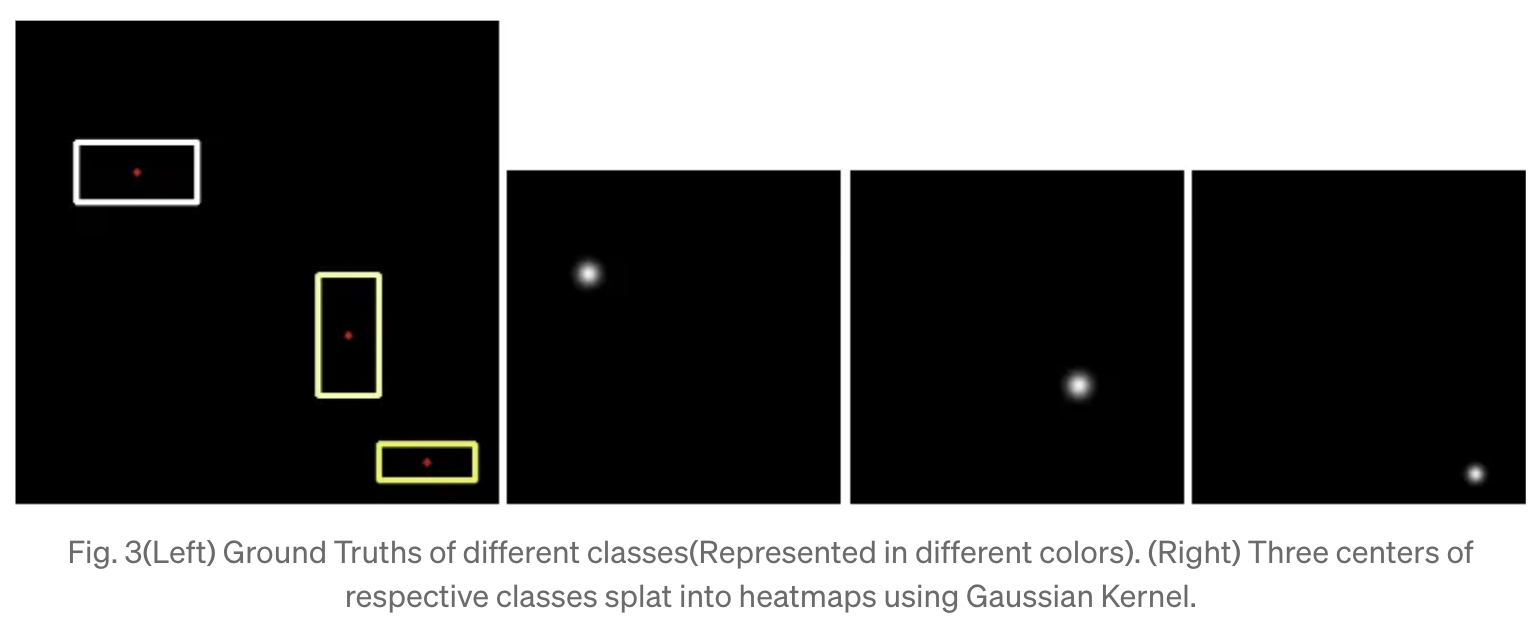 Fig. 3(Left) Ground Truths of different classes(Represented in different colors). (Right) Three centers of
respective classes splat into heatmaps using Gaussian Kernel.